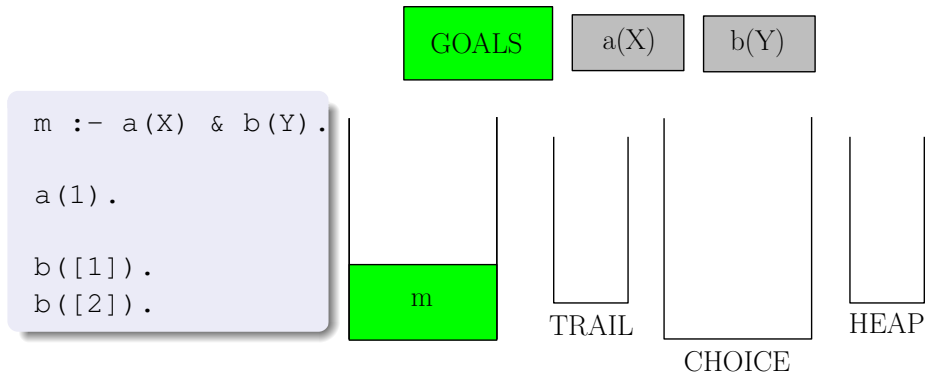 GOALS a(X) b(Y)
m :- a(X) & b(Y).
a(1).
b([1]).
b([2]).
m
TRAIL
CHOICE
HEAP